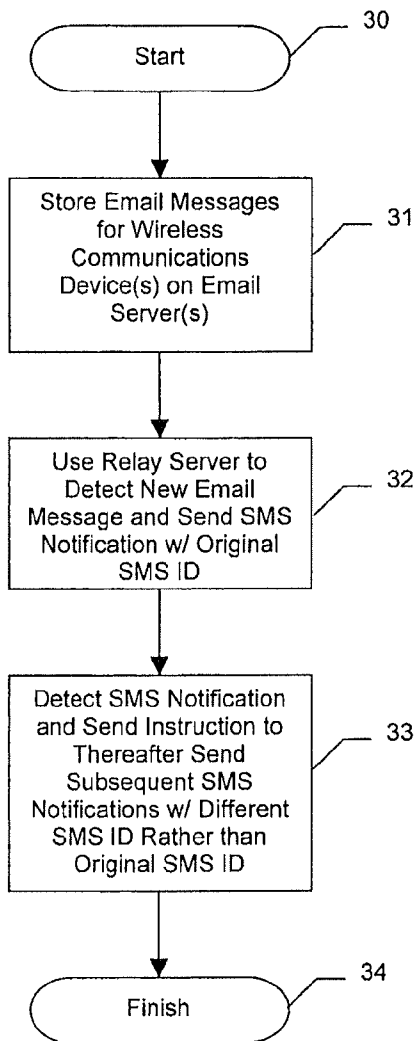 Start
30
Store Email Messages
for Wireless
Communications
Device(s) on Email
Server(s)
31
Use Relay Server to
Detect New Email
Message and Send SMS
Notification w/ Original
SMS ID
32
Detect SMS Notification
and Send Instruction to
Thereafter Send
Subsequent SMS
Notifications w/ Different
SMS ID Rather than
Original SMS ID
33
Finish
34